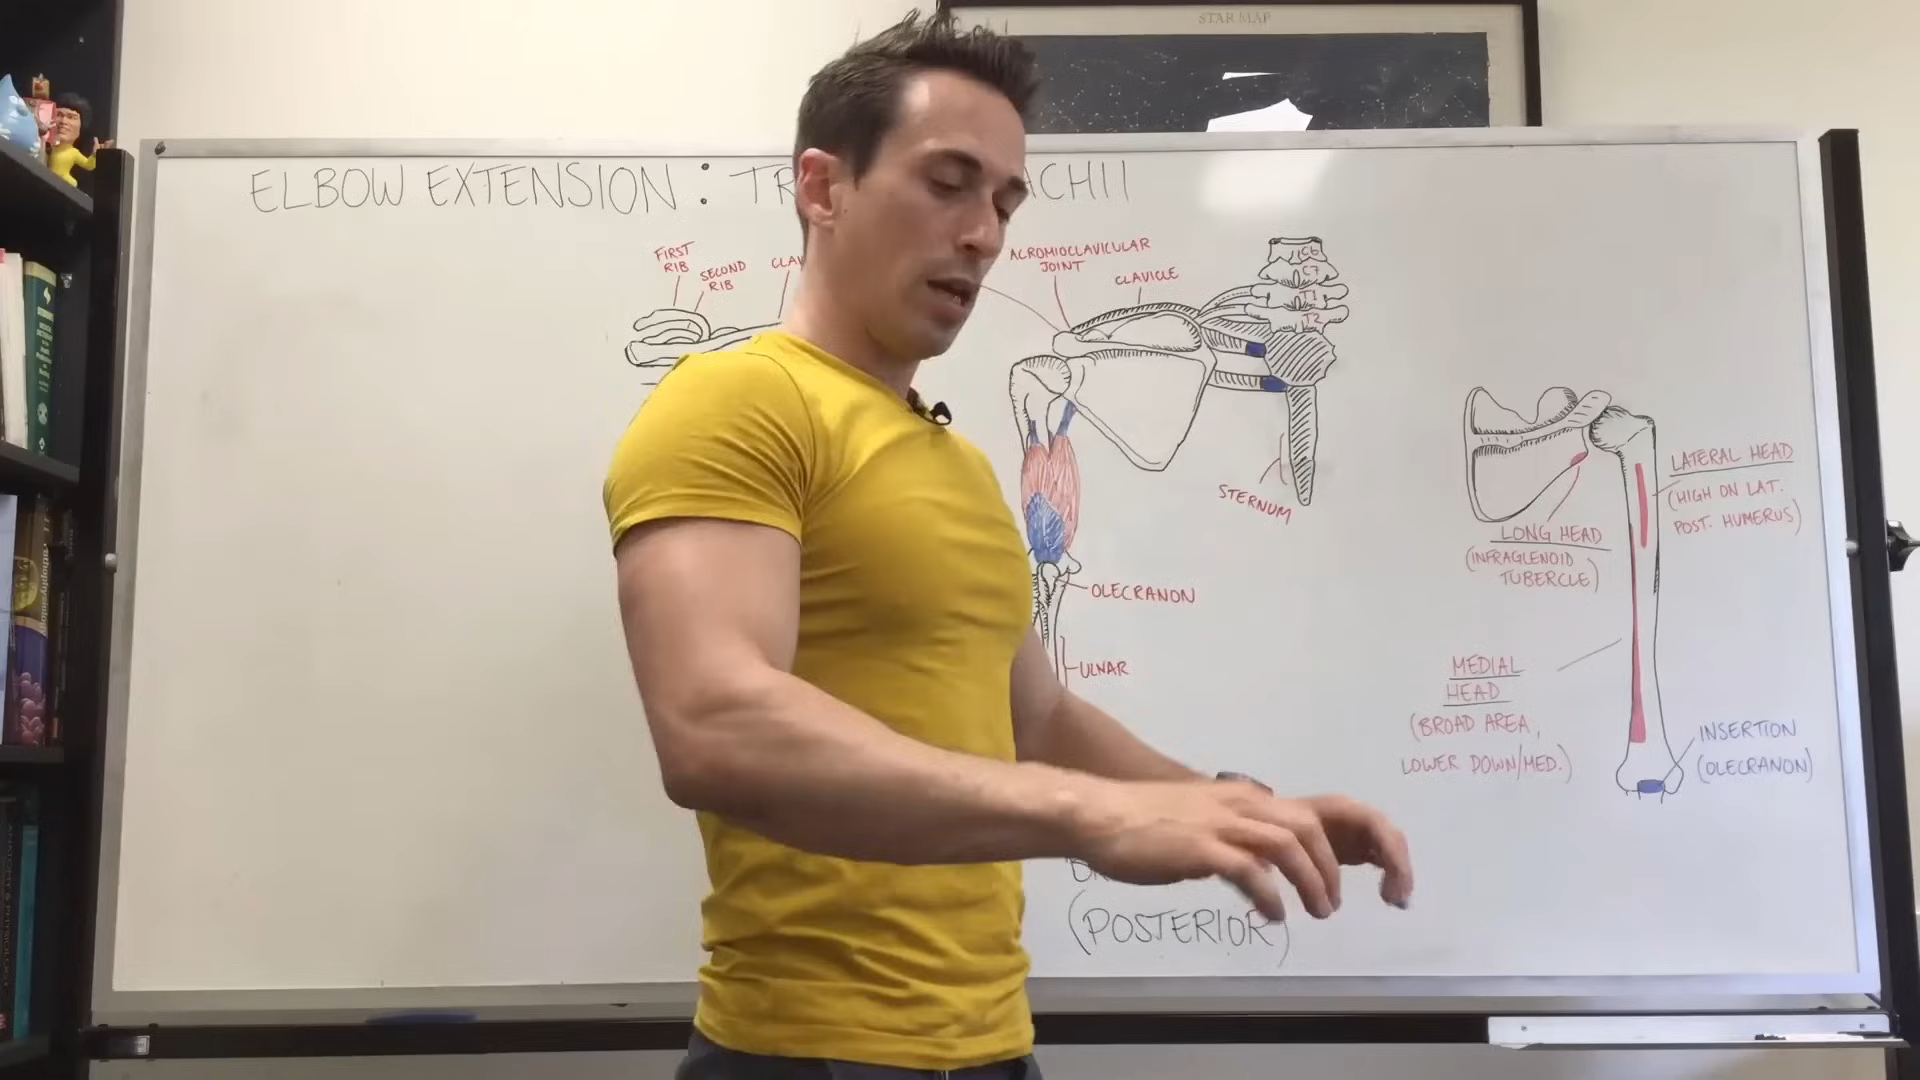 STAR MAP
ELBOW EXTENSION : TR ACHII
FIRST
RIB
SECOND
RIB
CLAV
ACROMIOCLAVICULAR
JOINT
CLAVICLE
C6
C7
T1
T2
STERNUM
OLECRANON
ULNAR
(POSTERIOR)
LATERAL HEAD
(HIGH ON LAT.
POST. HUMERUS)
LONG HEAD
(INFRAGLENOID
TUBERCLE)
MEDIAL
HEAD
(BROAD AREA,
LOWER DOWN/MED.)
INSERTION
(OLECRANON)
Pathophysiology